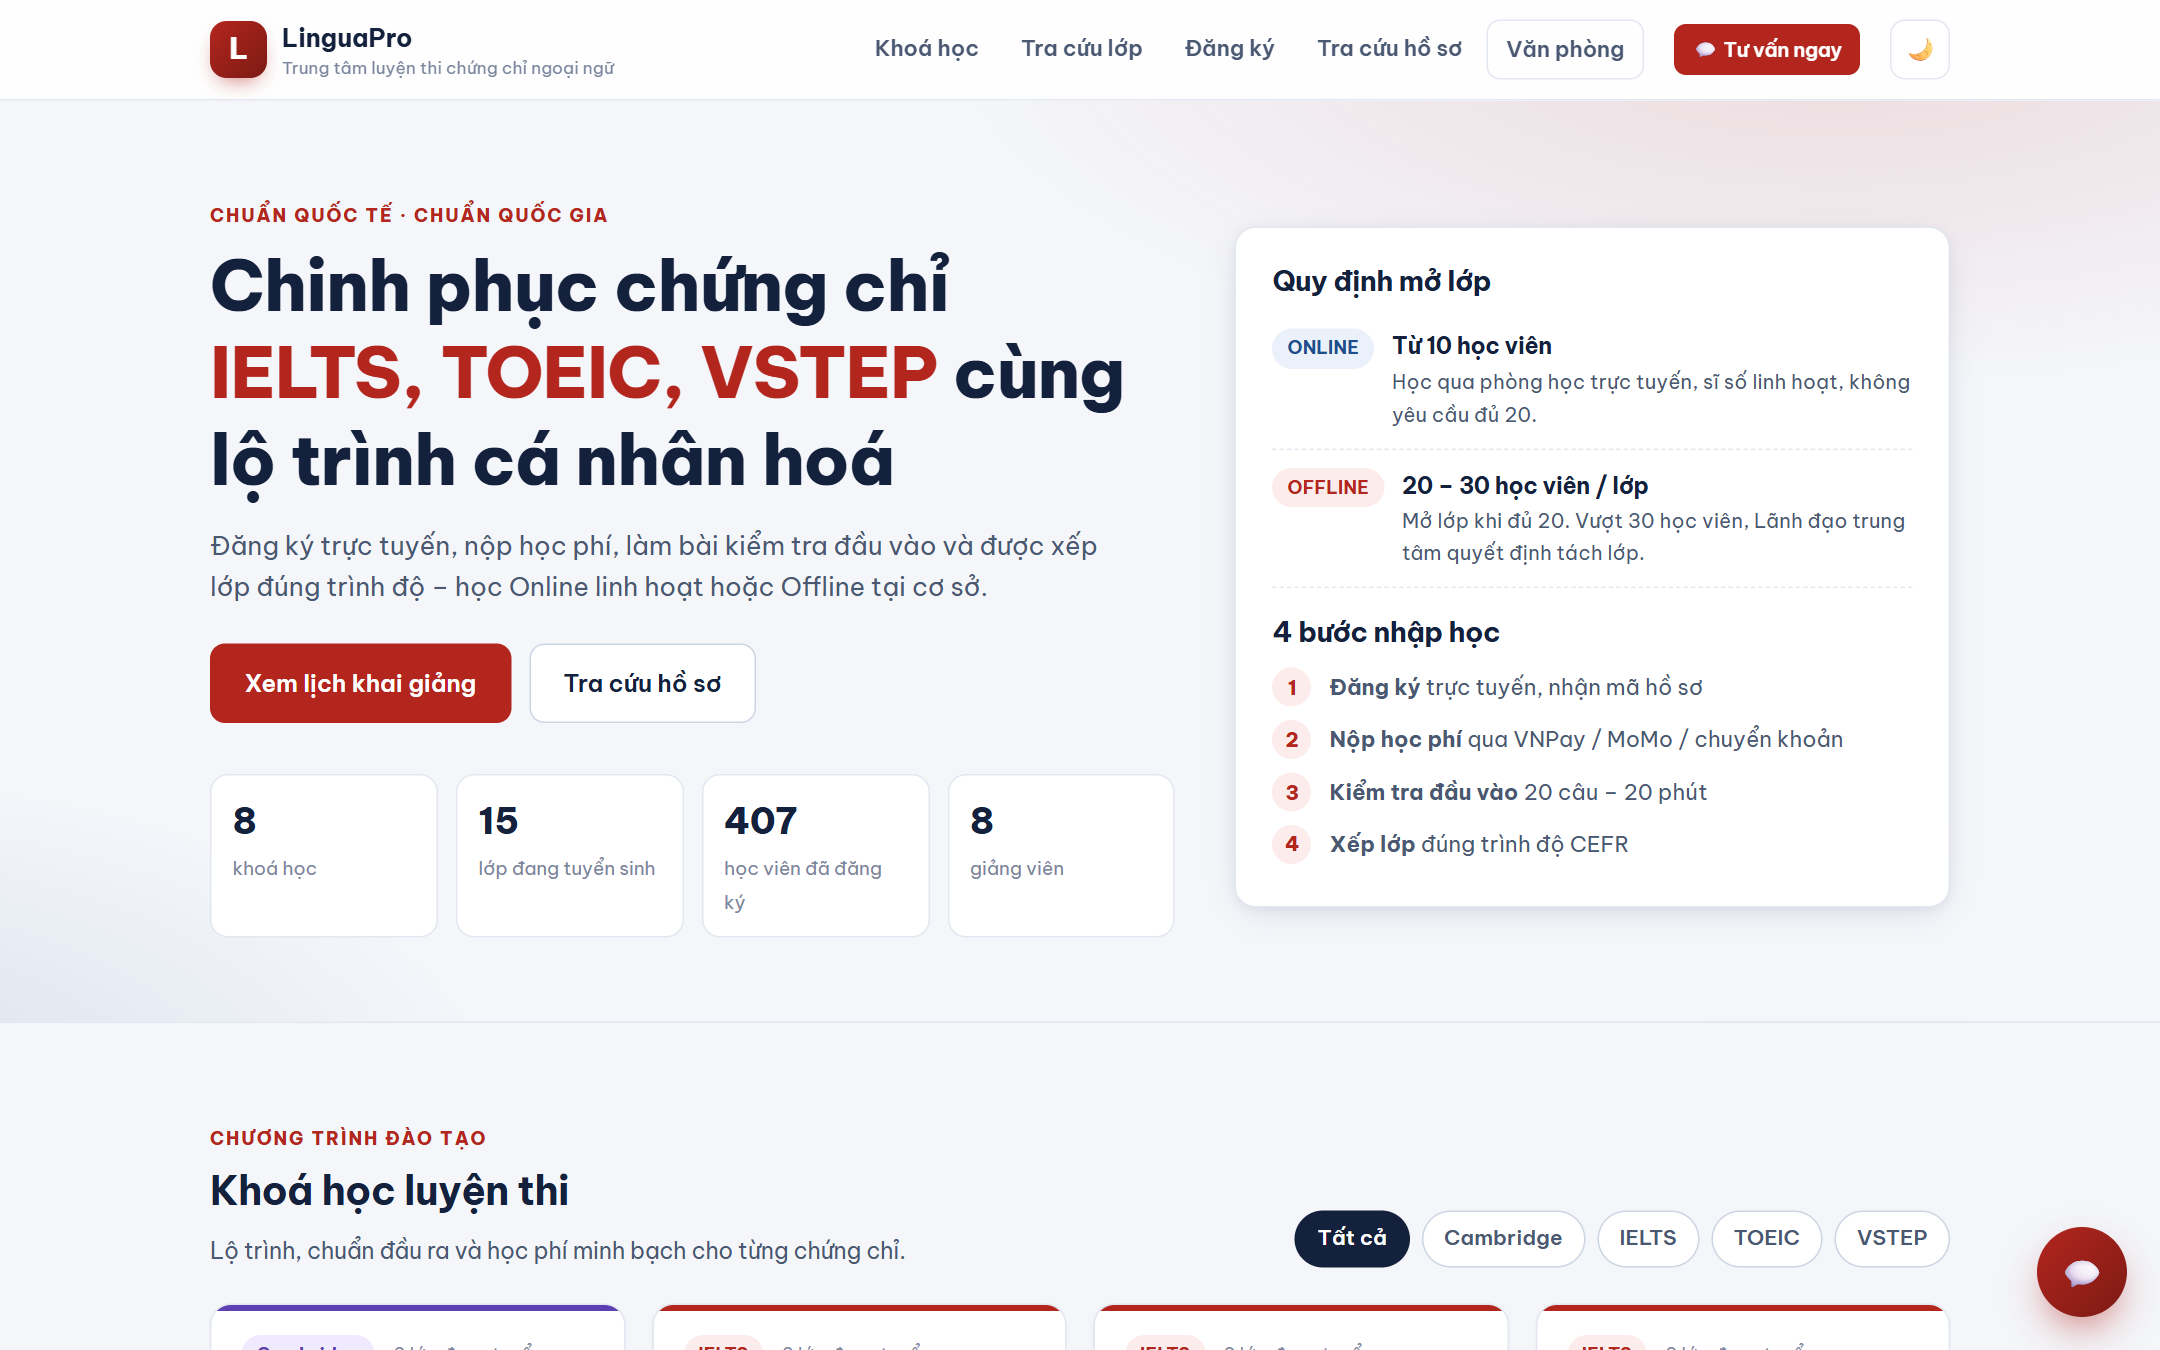 L
LinguaPro
Trung tâm luyện thi chứng chỉ ngoại ngữ
Khoá học
Tra cứu lớp
Đăng ký
Tra cứu hồ sơ
Văn phòng
Tư vấn ngay
CHUẨN QUỐC TẾ · CHUẨN QUỐC GIA
Chinh phục chứng chỉ
IELTS, TOEIC, VSTEP cùng
lộ trình cá nhân hoá
Đăng ký trực tuyến, nộp học phí, làm bài kiểm tra đầu vào và được xếp
lớp đúng trình độ – học Online linh hoạt hoặc Offline tại cơ sở.
Xem lịch khai giảng
Tra cứu hồ sơ
8
khoá học
15
lớp đang tuyển sinh
407
học viên đã đăng
ký
8
giảng viên
Quy định mở lớp
ONLINE
Từ 10 học viên
Học qua phòng học trực tuyến, sĩ số linh hoạt, không
yêu cầu đủ 20.
OFFLINE
20 – 30 học viên / lớp
Mở lớp khi đủ 20. Vượt 30 học viên, Lãnh đạo trung
tâm quyết định tách lớp.
4 bước nhập học
1 Đăng ký trực tuyến, nhận mã hồ sơ
2 Nộp học phí qua VNPay / MoMo / chuyển khoản
3 Kiểm tra đầu vào 20 câu – 20 phút
4 Xếp lớp đúng trình độ CEFR
CHƯƠNG TRÌNH ĐÀO TẠO
Khoá học luyện thi
Lộ trình, chuẩn đầu ra và học phí minh bạch cho từng chứng chỉ.
Tất cả
Cambridge
IELTS
TOEIC
VSTEP
Cambridge
IELTS
IELTS
IELTS